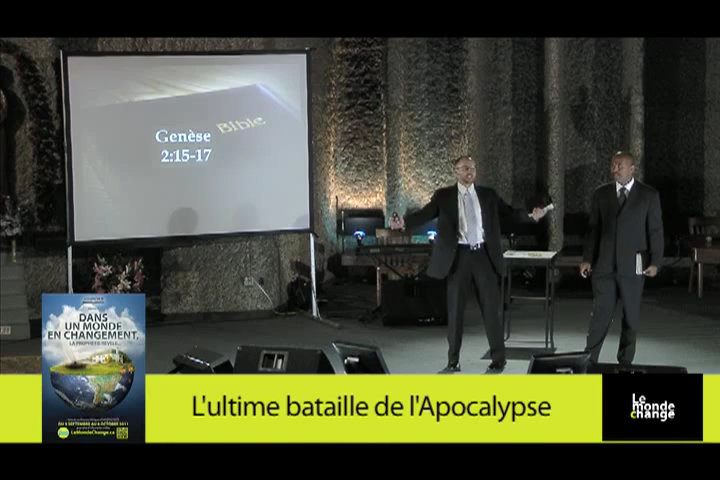 Genèse
Bible
2:15-17
DANS
UN MONDE
EN CHANGEMENT,
LA PROPHÉTIE RÉVÈLE...
LeMondeChange.ca
L'ultime bataille de l'Apocalypse
Le
monde
change